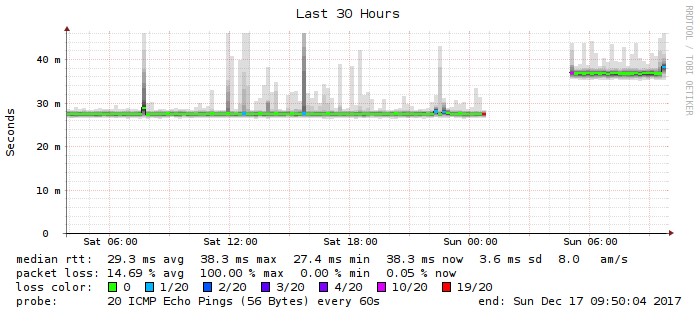 Last 30 Hours
RRDTOOL / TOBI OETIKER
Seconds
40 m
30 m
20 m
10 m
0
Sat 06:00 Sat 12:00 Sat 18:00 Sun 00:00 Sun 06:00
median rtt: 29.3 ms avg 38.3 ms max 27.4 ms min 38.3 ms now 3.6 ms sd 8.0 am/s
packet loss: 14.69 % avg 100.00 % max 0.00 % min 0.05 % now
loss color: 0 1/20 2/20 3/20 4/20 10/20 19/20
probe: 20 ICMP Echo Pings (56 Bytes) every 60s end: Sun Dec 17 09:50:04 2017